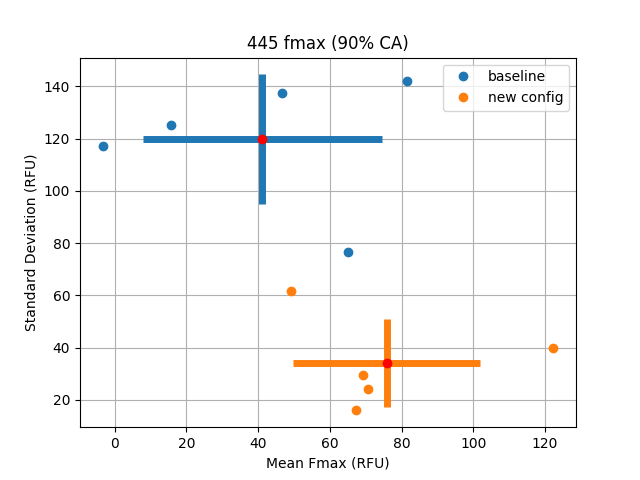 445 fmax (90% CA)
baseline
new config
Standard Deviation (RFU)
140
120
100
80
60
40
20
0 20 40 60 80 100 120
Mean Fmax (RFU)